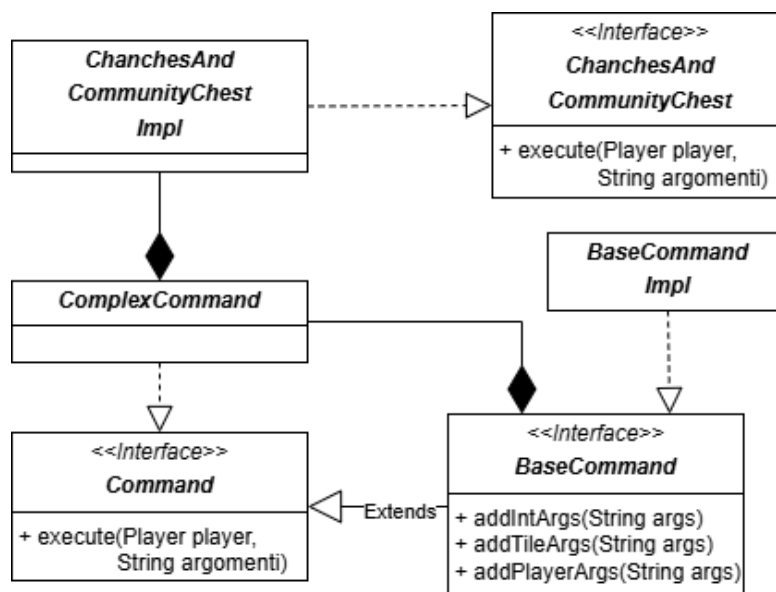 ChanchesAnd
CommunityChest
Impl
<<Interface>>
ChanchesAnd
CommunityChest
+ execute(Player player,
String argomenti)
BaseCommand
Impl
ComplexCommand
<<Interface>>
Command
+ execute(Player player,
String argomenti)
Extends
<<Interface>>
BaseCommand
+ addIntArgs(String args)
+ addTileArgs(String args)
+ addPlayerArgs(String args)